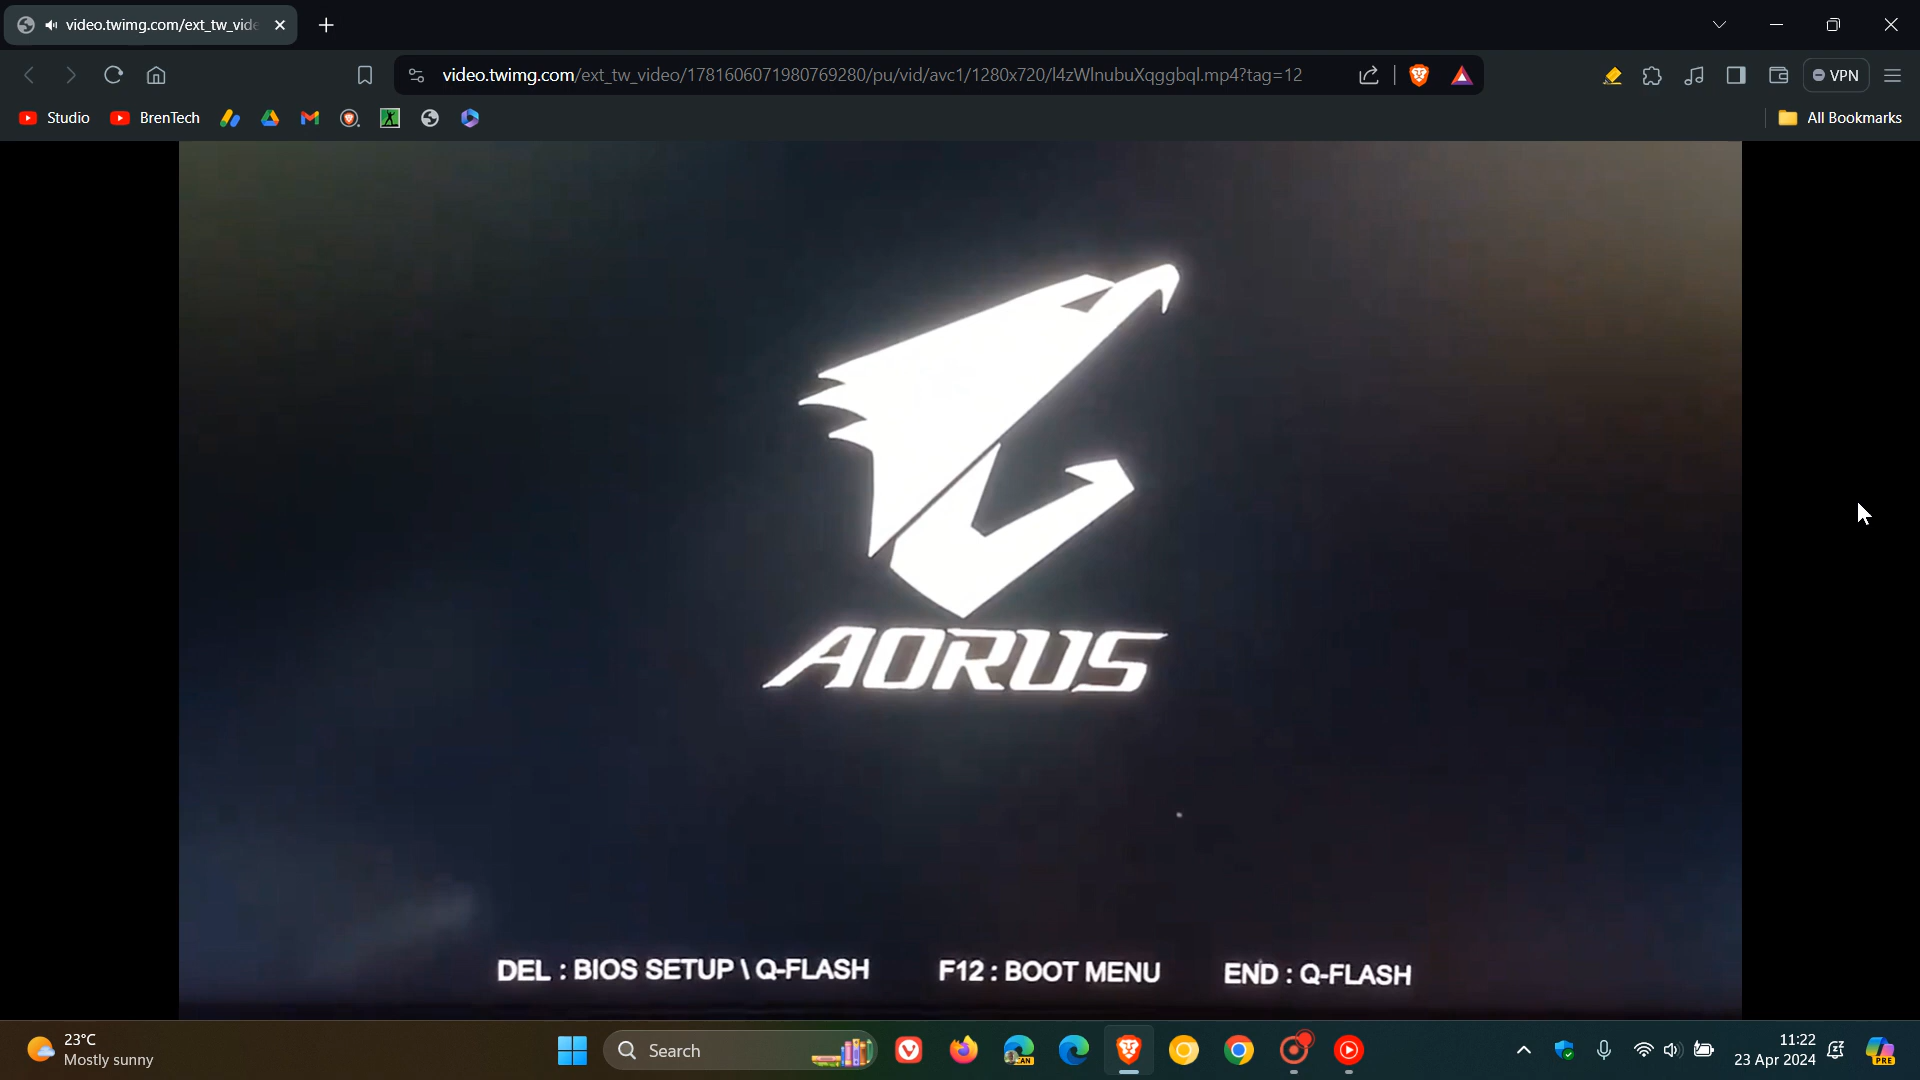 video.twimg.com/ext_tw_vide
video.twimg.com/ext_tw_video/1781606071980769280/pu/vid/avc1/1280x720/l4zWlnubuXqggbql.mp4?tag=12
VPN
Studio
BrenTech
All Bookmarks
AORUS
DEL : BIOS SETUP \ Q-FLASH
F12 : BOOT MENU
END : Q-FLASH
23°C
Mostly sunny
Search
CAN
11:22
23 Apr 2024
PRE